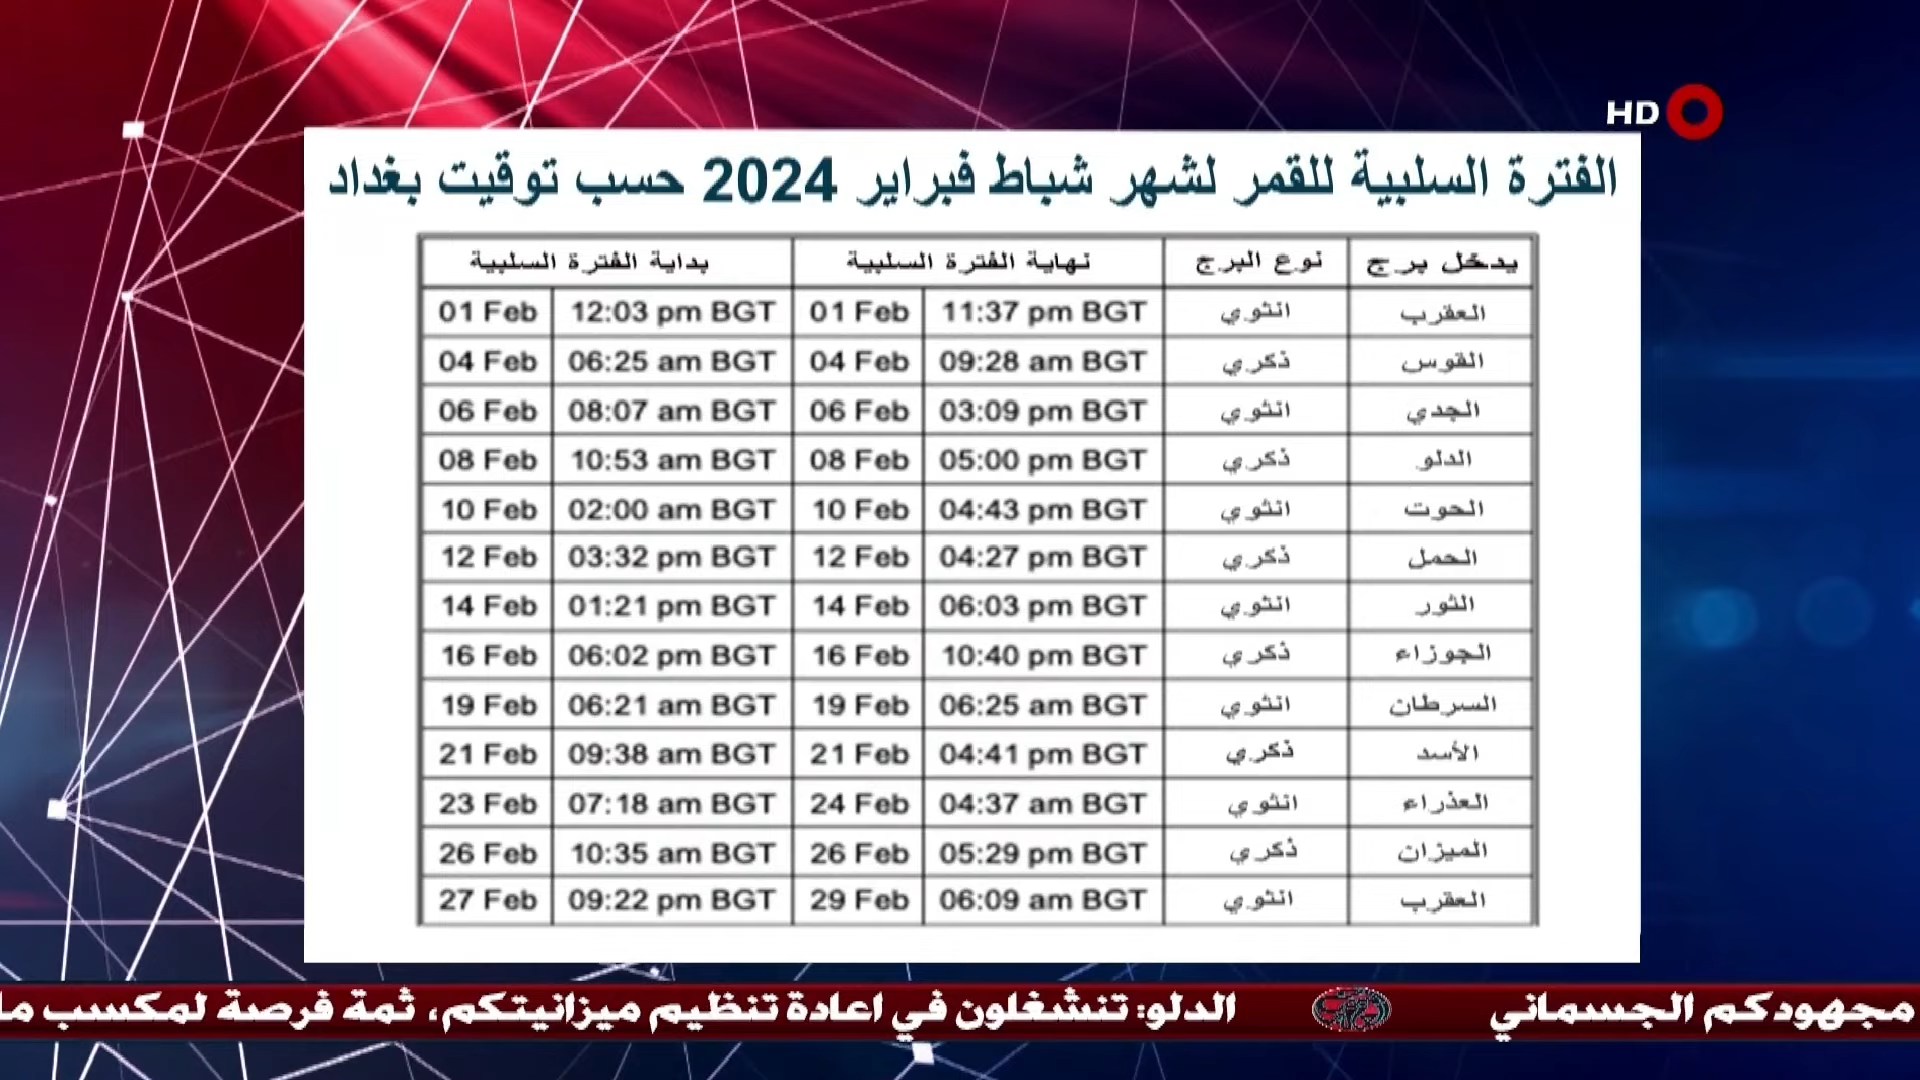 HD
الفترة السلبية للقمر لشهر شباط فبراير 2024 حسب توقيت بغداد
يدخل برج نوع البرج نهاية الفترة السلبية بداية الفترة السلبية
01 Feb 12:03 pm BGT 01 Feb 11:37 pm BGT انثوي العقرب
04 Feb 06:25 am BGT 04 Feb 09:28 am BGT ذكري القوس
06 Feb 08:07 am BGT 06 Feb 03:09 pm BGT انثوي الجدي
08 Feb 10:53 am BGT 08 Feb 05:00 pm BGT ذكري الدلو
10 Feb 02:00 am BGT 10 Feb 04:43 pm BGT انثوي الحوت
12 Feb 03:32 pm BGT 12 Feb 04:27 pm BGT ذكري الحمل
14 Feb 01:21 pm BGT 14 Feb 06:03 pm BGT انثوي الثور
16 Feb 06:02 pm BGT 16 Feb 10:40 pm BGT ذكري الجوزاء
19 Feb 06:21 am BGT 19 Feb 06:25 am BGT انثوي السرطان
21 Feb 09:38 am BGT 21 Feb 04:41 pm BGT ذكري الأسد
23 Feb 07:18 am BGT 24 Feb 04:37 am BGT انثوي العذراء
26 Feb 10:35 am BGT 26 Feb 05:29 pm BGT ذكري الميزان
27 Feb 09:22 pm BGT 29 Feb 06:09 am BGT انثوي العقرب
مجهودكم الجسماني الدلو: تنشغلون في اعادة تنظيم ميزانيتكم، ثمة فرصة لمكسب ما